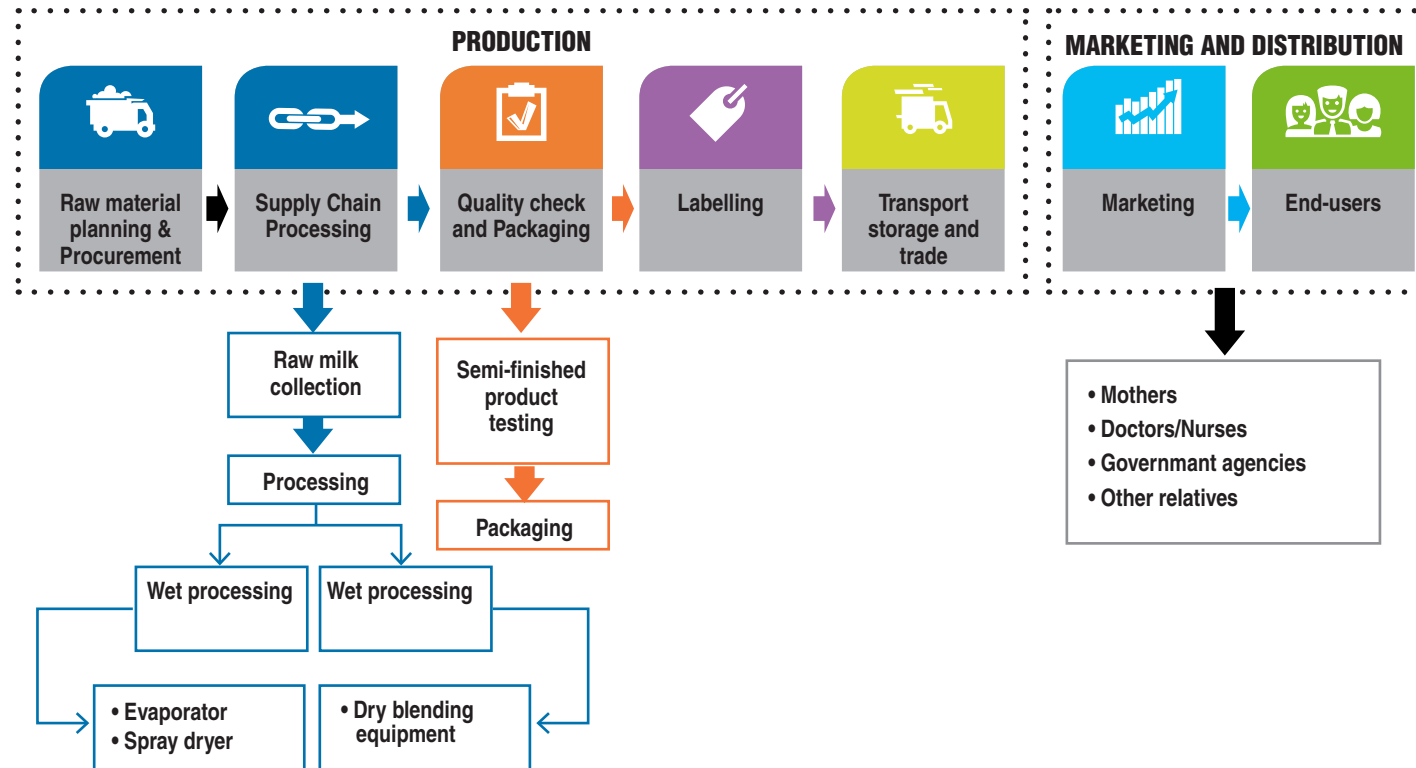 PRODUCTION
MARKETING AND DISTRIBUTION
Raw material
planning &
Procurement
Supply Chain
Processing
Quality check
and Packaging
Labelling
Transport
storage and
trade
Marketing
End-users
Raw milk
collection
Processing
Wet processing
Wet processing
• Evaporator
• Spray dryer
• Dry blending
equipment
Semi-finished
product
testing
Packaging
• Mothers
• Doctors/Nurses
• Governmant agencies
• Other relatives